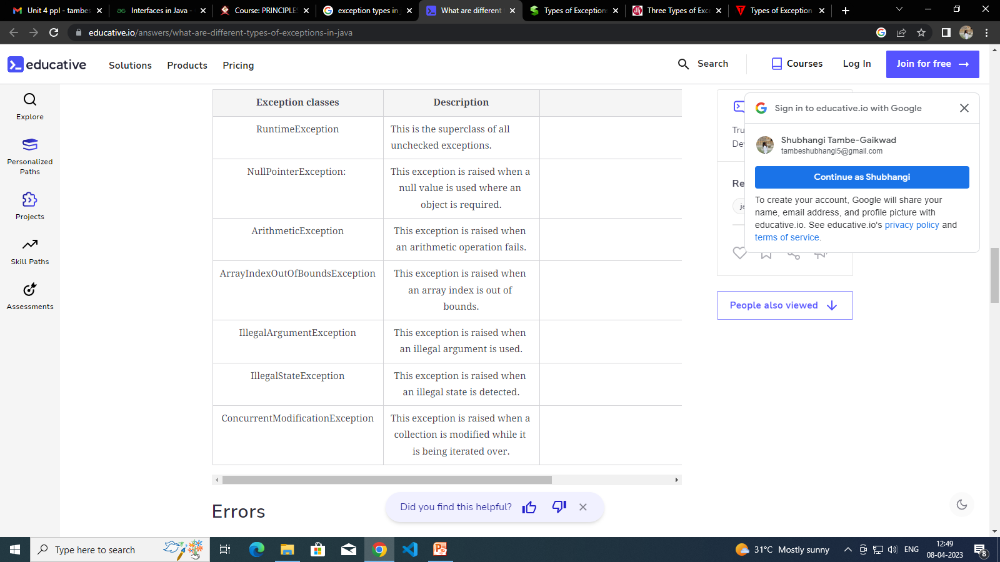 Unit 4 ppl - tambes
Interfaces in Java -
Course: PRINCIPLES
exception types in j
What are different
Types of Exception
Three Types of Exce
Types of Exception
educative.io/answers/what-are-different-types-of-exceptions-in-java
educative
Solutions
Products
Pricing
Search
Courses
Log In
Join for free
Explore
Personalized
Paths
Projects
Skill Paths
Assessments
Exception classes
Description
RuntimeException
This is the superclass of all
unchecked exceptions.
NullPointerException:
This exception is raised when a
null value is used where an
object is required.
ArithmeticException
This exception is raised when
an arithmetic operation fails.
ArrayIndexOutOfBoundsException
This exception is raised when
an array index is out of
bounds.
IllegalArgumentException
This exception is raised when
an illegal argument is used.
IllegalStateException
This exception is raised when
an illegal state is detected.
ConcurrentModificationException
This exception is raised when a
collection is modified while it
is being iterated over.
Errors
Did you find this helpful?
Tru
De
Re
ja
Sign in to educative.io with Google
Shubhangi Tambe-Gaikwad
tambeshubhangi5@gmail.com
Continue as Shubhangi
To create your account, Google will share your
name, email address, and profile picture with
educative.io. See educative.io's privacy policy and
terms of service.
People also viewed
Type here to search
31°C Mostly sunny
ENG
12:49
08-04-2023
8